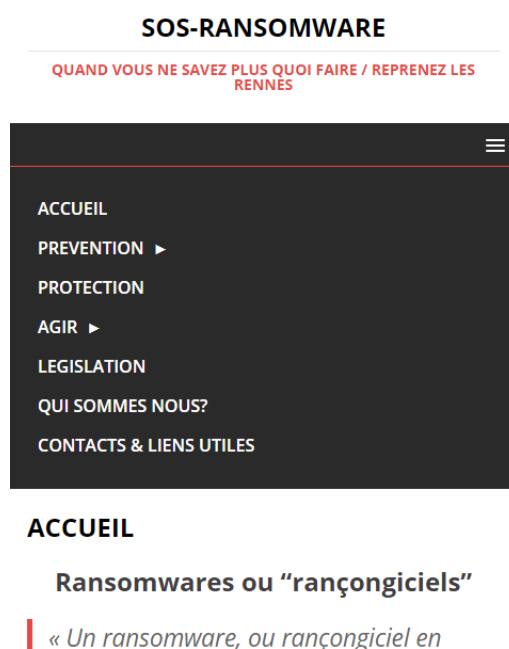 SOS-RANSOMWARE
QUAND VOUS NE SAVEZ PLUS QUOI FAIRE / REPRENEZ LES
RENNES
ACCUEIL
PREVENTION ►
PROTECTION
AGIR ►
LEGISLATION
QUI SOMMES NOUS?
CONTACTS & LIENS UTILES
ACCUEIL
Ransomwares ou “rançongiciels”
« Un ransomware, ou rançongiciel en